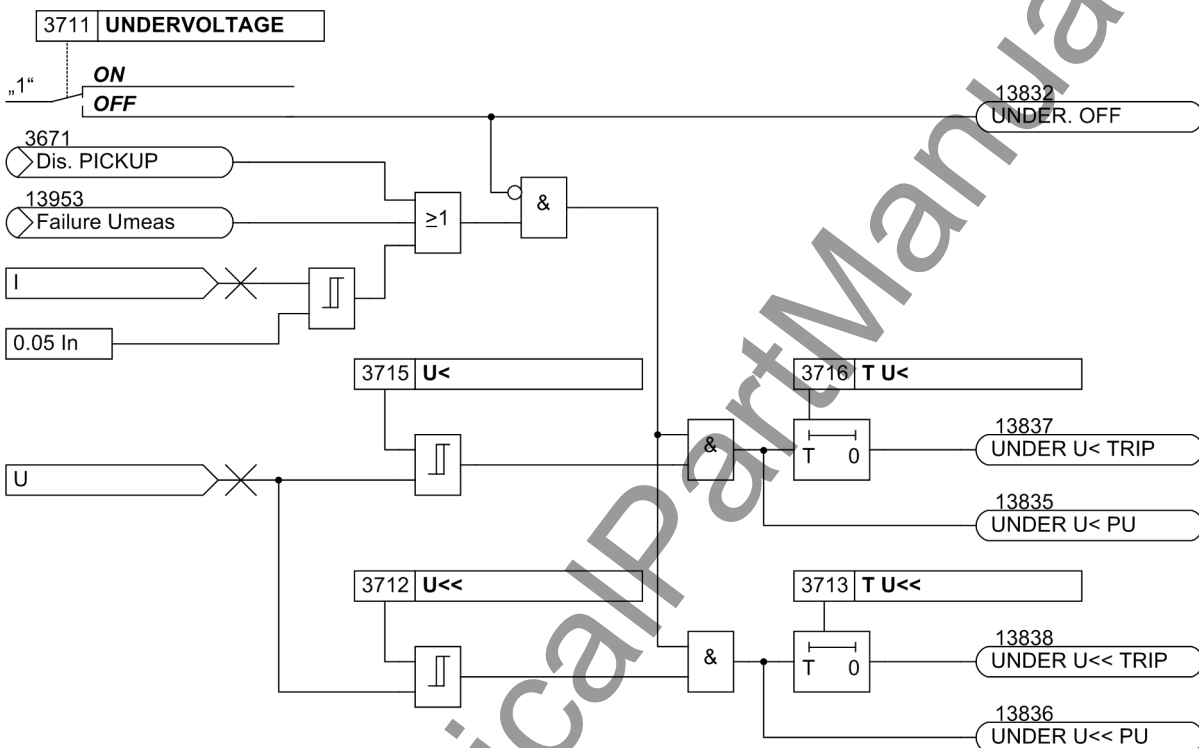 3711 UNDERVOLTAGE
„1“
ON
OFF
13832
UNDER. OFF
3671
Dis. PICKUP
13953
Failure Umeas
≥1
&
I
0.05 In
3715 U<
3716 T U<
&
T 0
13837
UNDER U< TRIP
U
13835
UNDER U< PU
3712 U<<
3713 T U<<
&
T 0
13838
UNDER U<< TRIP
13836
UNDER U<< PU
icalPartManua